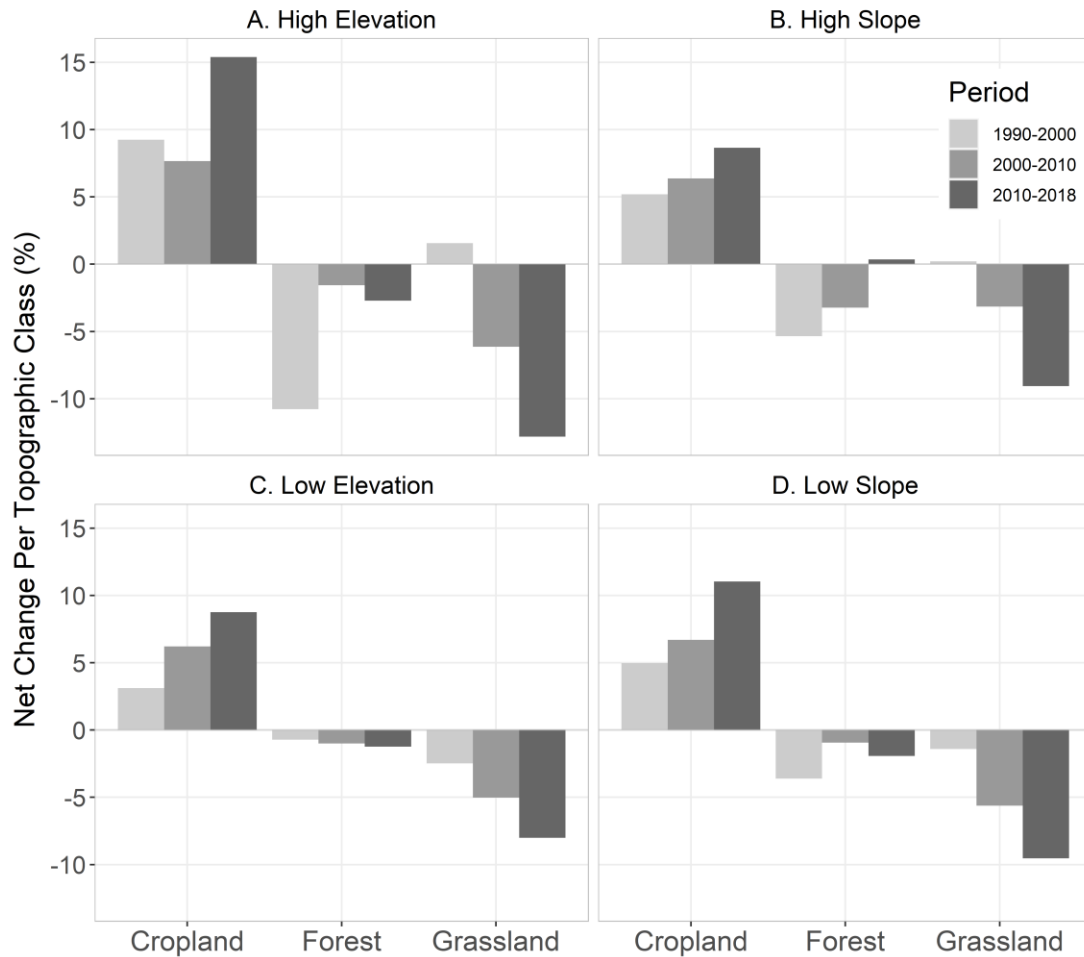 A. High Elevation
B. High Slope
Net Change Per Topographic Class (%)
15
10
5
0
-5
-10
Period
1990-2000
2000-2010
2010-2018
C. Low Elevation
D. Low Slope
15
10
5
0
-5
-10
Cropland Forest Grassland
Cropland Forest Grassland